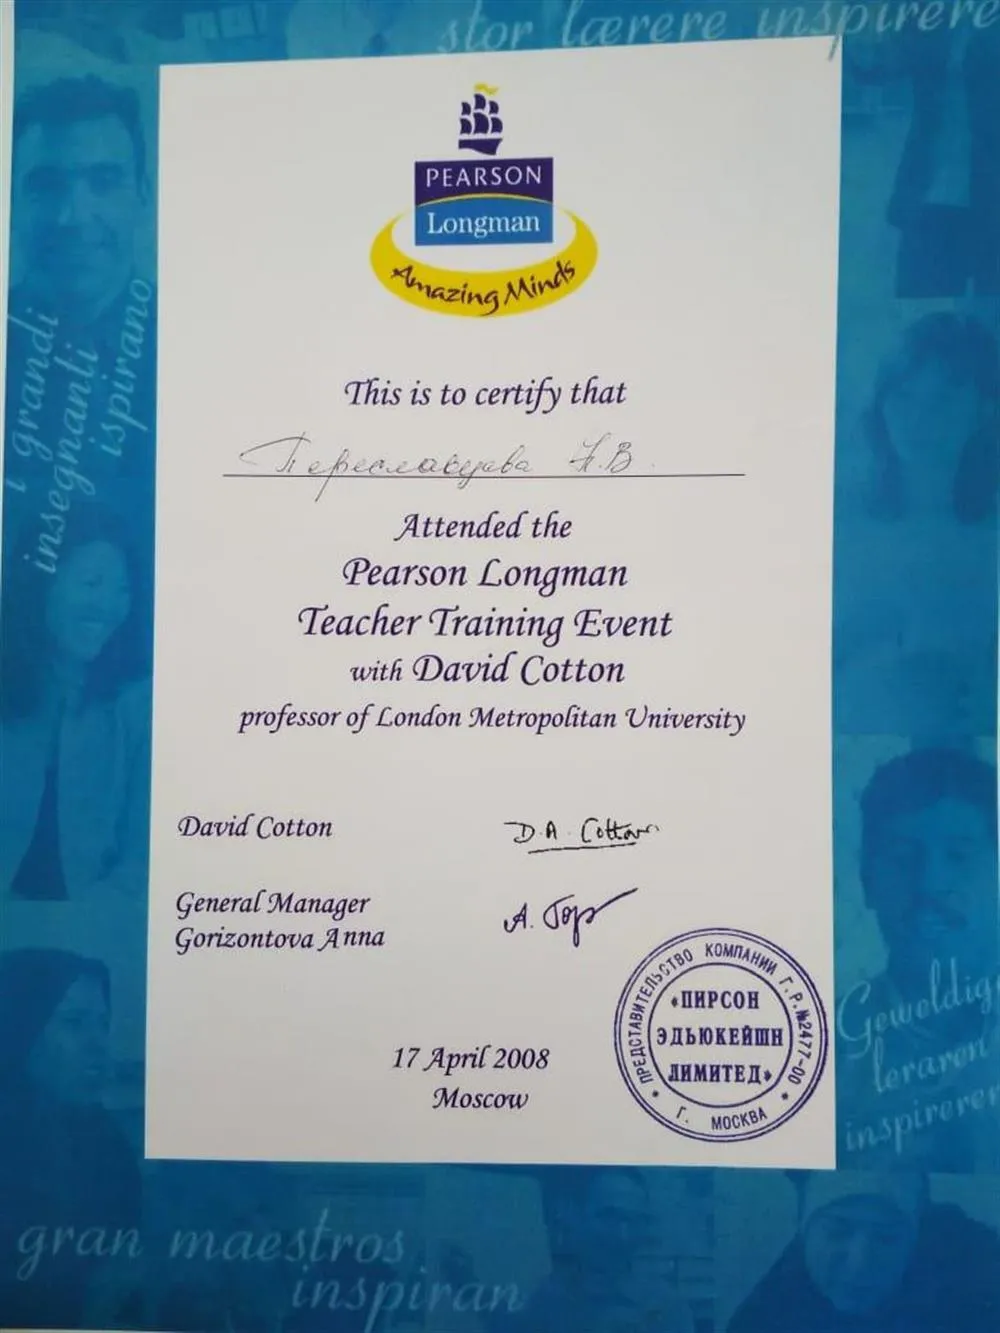 stor lærere inspirere
PEARSON
Longman
Amazing Minds
i grandi
insegnanti
ispirano
This is to certify that
Переславцева Н.В.
Attended the
Pearson Longman
Teacher Training Event
with David Cotton
professor of London Metropolitan University
David Cotton
D.A. Cotton
General Manager
Gorizontova Anna
А. Гор
17 April 2008
Moscow
ПРЕДСТАВИТЕЛЬСТВО КОМПАНИИ Г.Р.№2477-00
«ПИРСОН
ЭДЬЮКЕЙШН
ЛИМИТЕД»
Г. МОСКВА
Geweldige
leraren
inspireren
gran maestros
inspiran